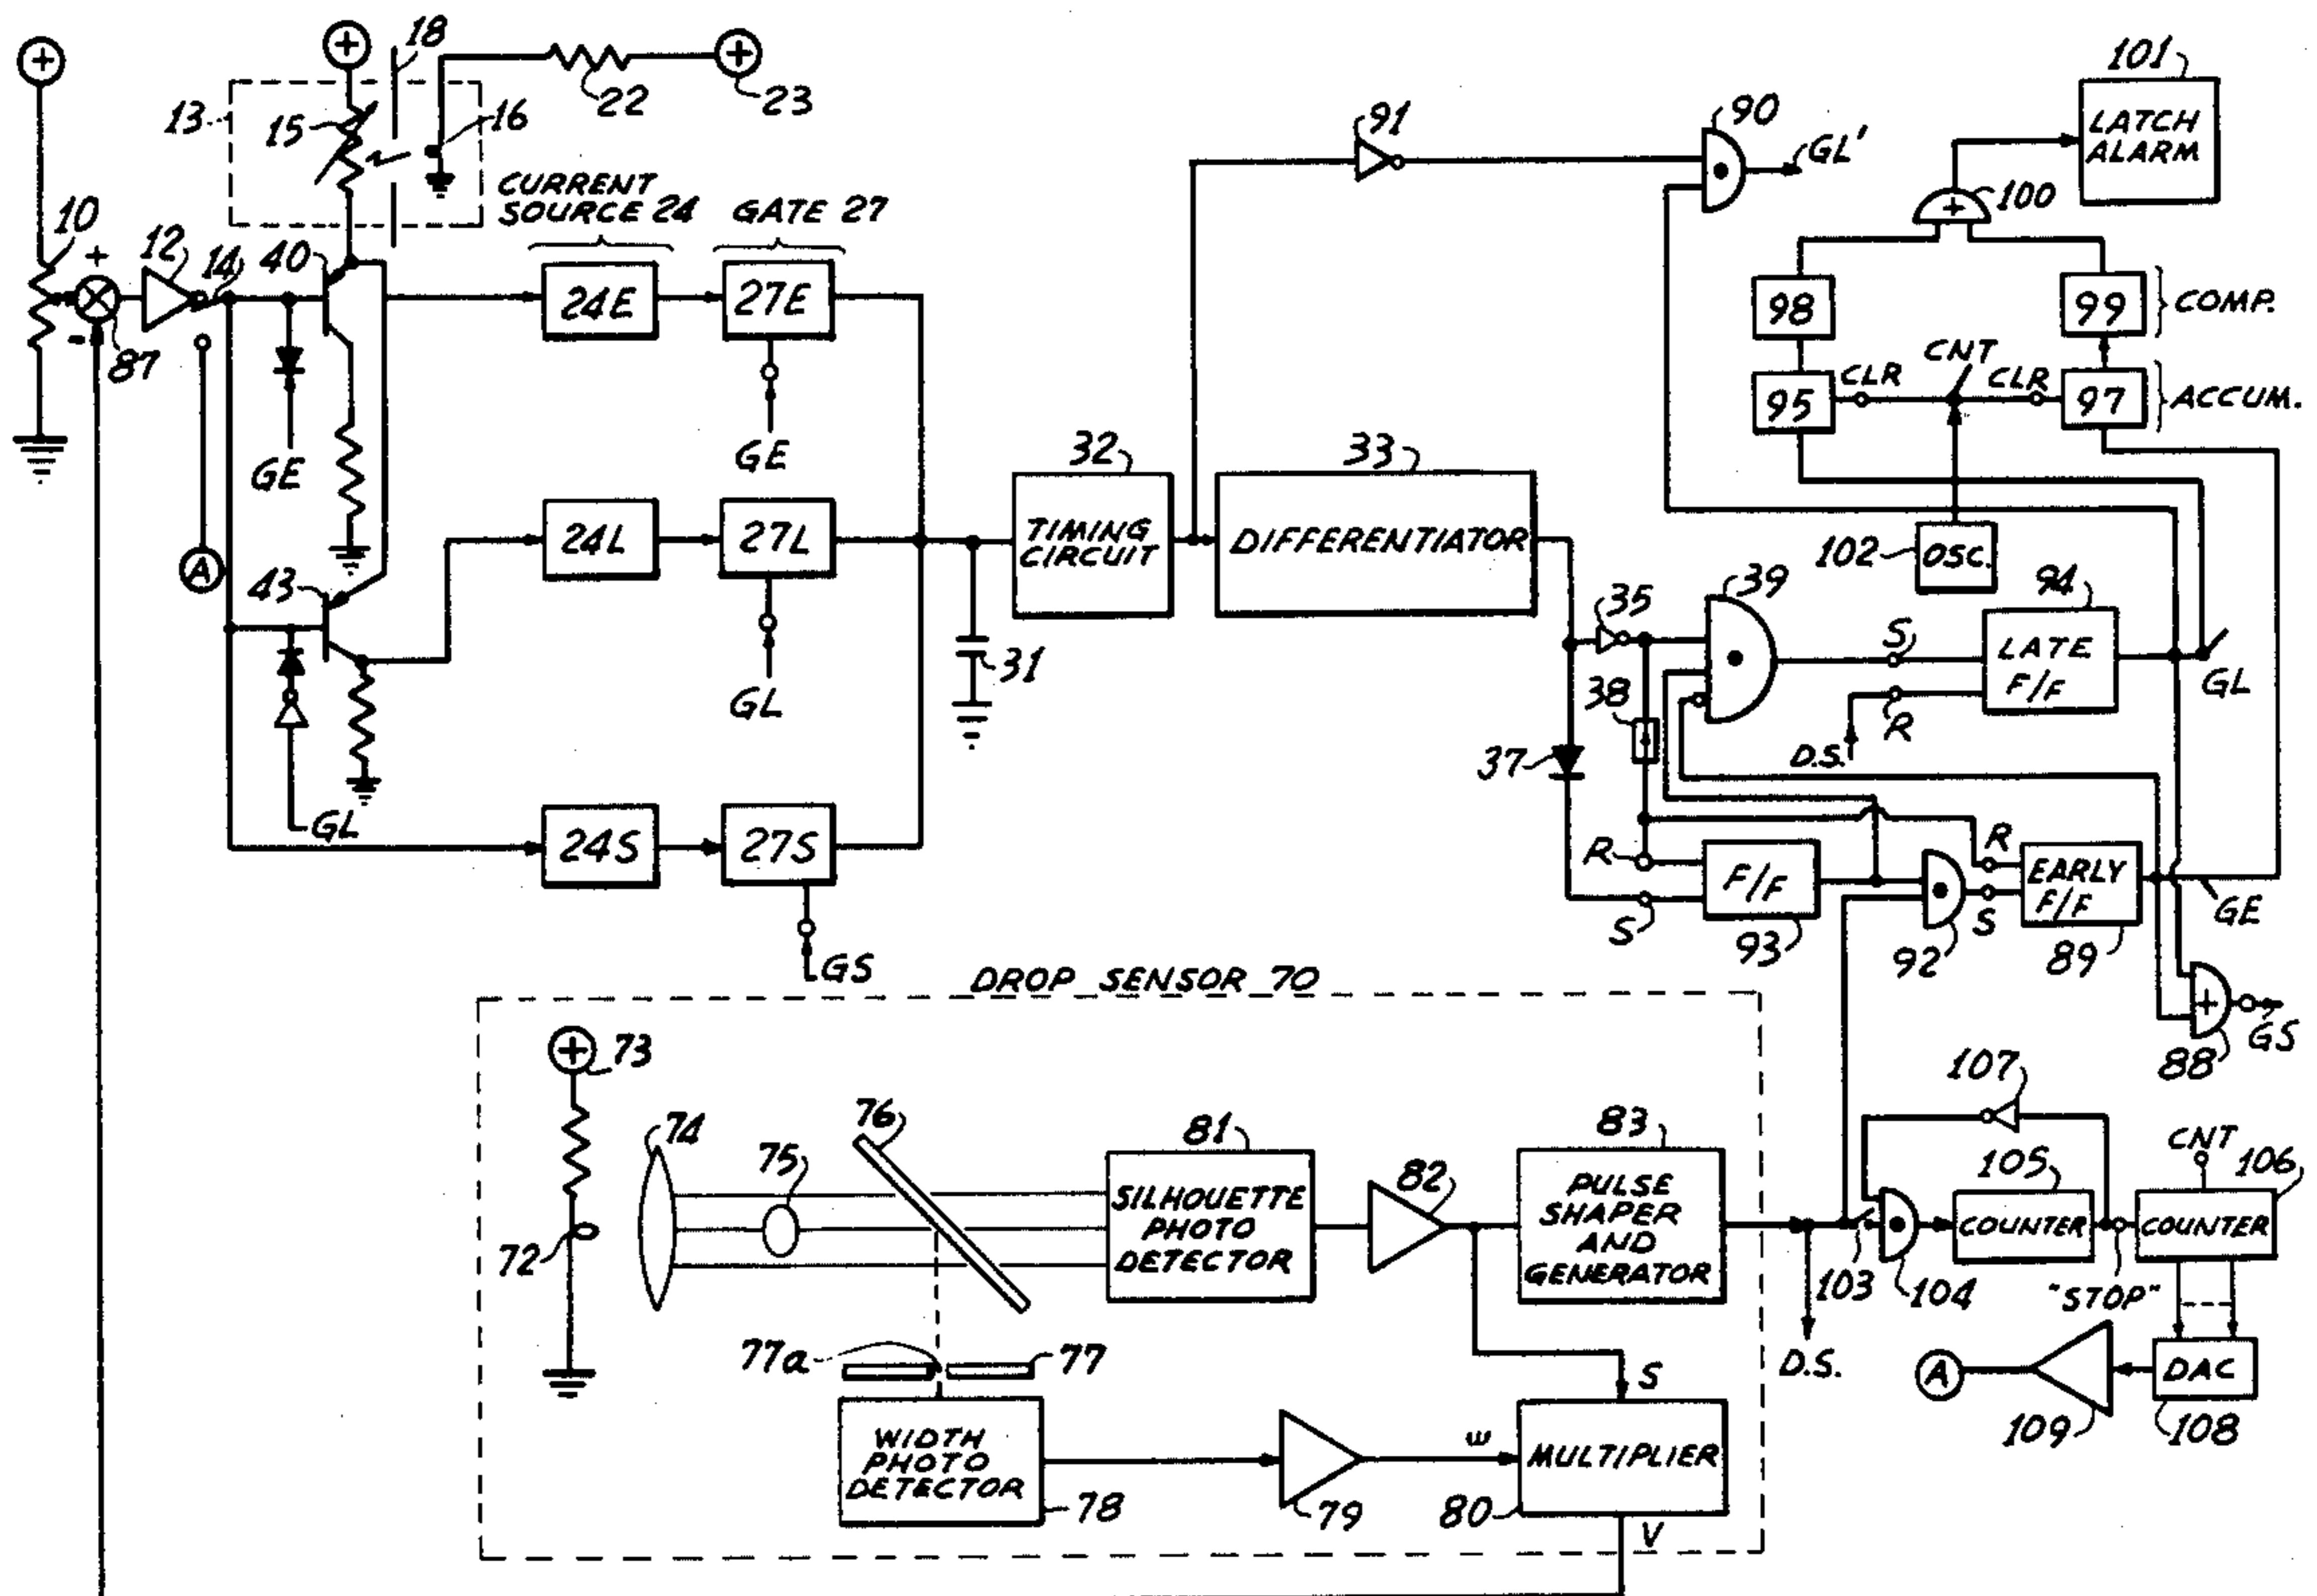 18
13
15
16
22
23
CURRENT
SOURCE 24
GATE 27
10
12
14
40
+
-
87
24E
27E
GE
GE
A
43
24L
27L
GL
GL
31
24S
27S
GS
TIMING
CIRCUIT
32
DIFFERENTIATOR
33
91
90
GL'
101
LATCH
ALARM
+
100
98
99
COMP.
CNT
95
CLR
CLR
97
ACCUM.
102
OSC.
35
39
38
37
S
R
D.S.
94
LATE
F/F
GL
R
S
F/F
93
92
R
S
EARLY
F/F
89
GE
+
88
GS
DROP SENSOR 70
73
72
74
75
76
77a
77
81
SILHOUETTE
PHOTO
DETECTOR
82
83
PULSE
SHAPER
AND
GENERATOR
WIDTH
PHOTO
DETECTOR
78
79
W
S
MULTIPLIER
80
V
D.S.
103
104
107
105
COUNTER
"STOP"
CNT
106
COUNTER
DAC
108
109
A